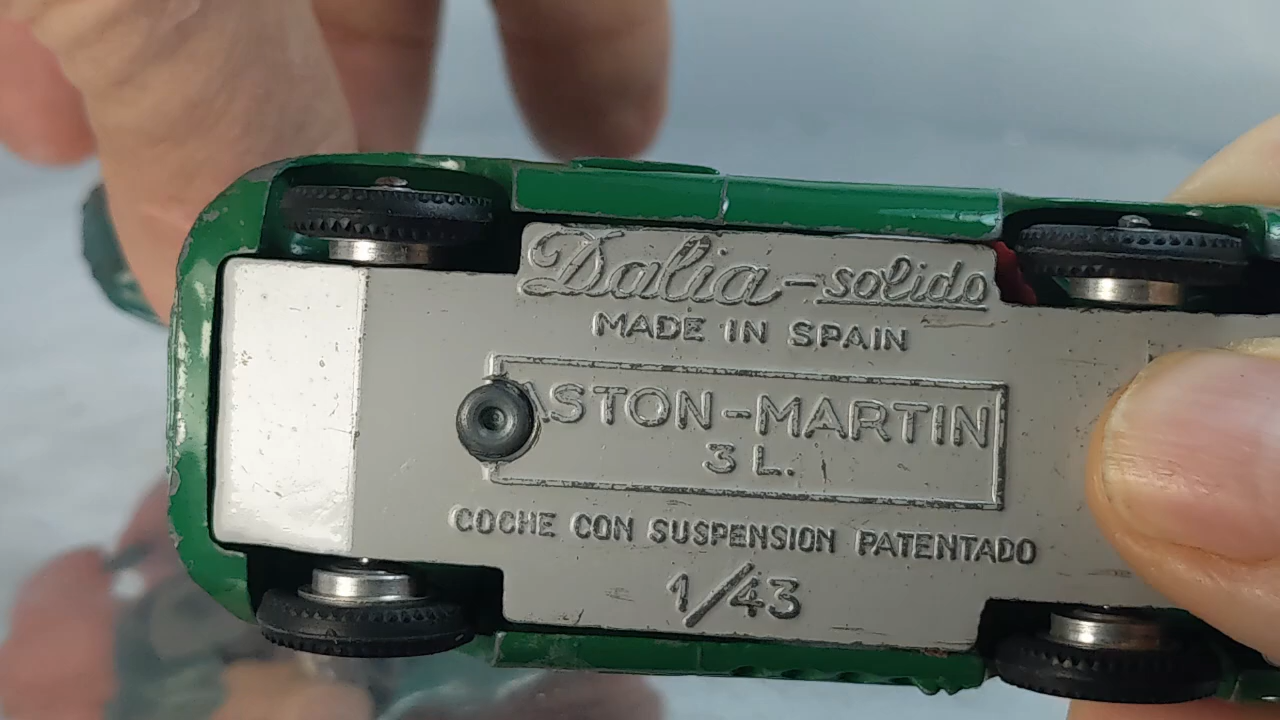 Dalia-solido
MADE IN SPAIN
ASTON-MARTIN
3 L.
COCHE CON SUSPENSION PATENTADO
1/43